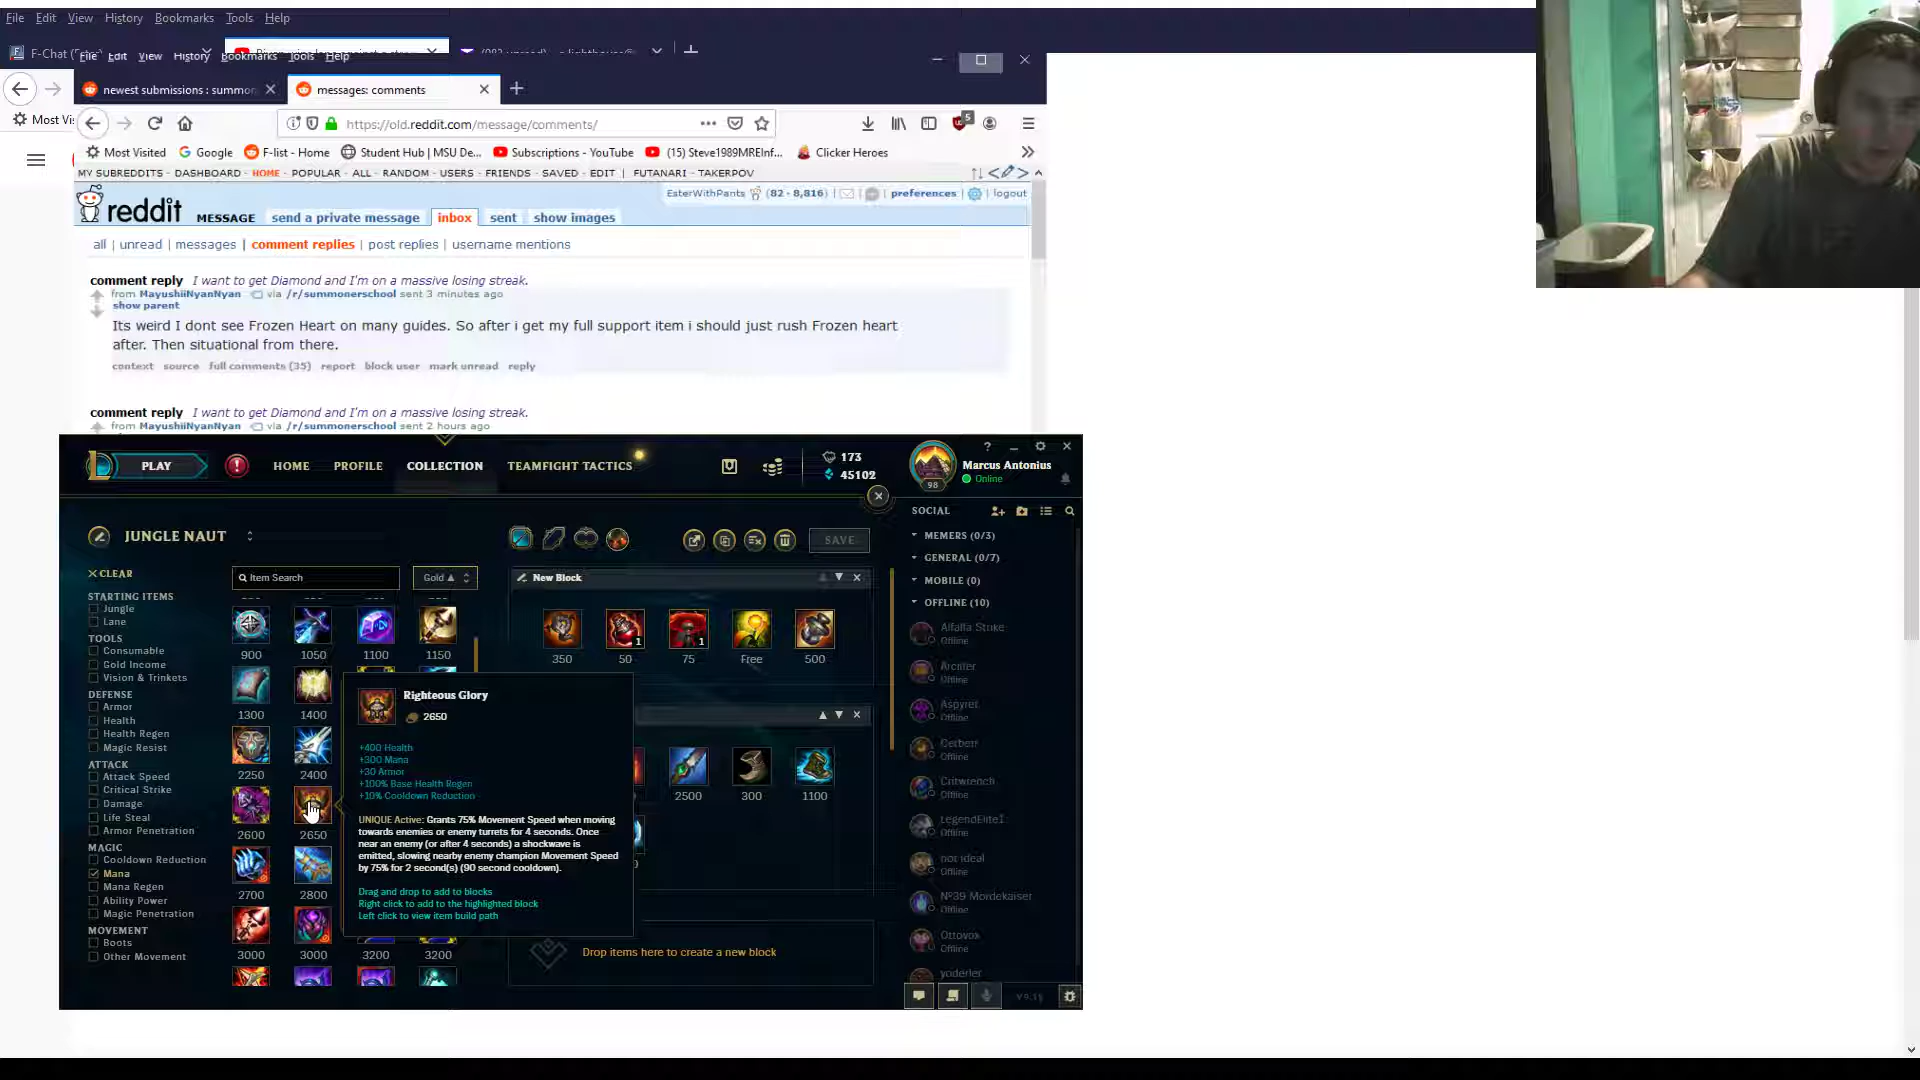 File Edit View History Bookmarks Tools Help
F-Chat
File Edit View History Bookmarks Tools Help
newest submissions : summon
messages: comments
https://old.reddit.com/message/comments/
5
Most Vi
Most Visited Google F-list - Home Student Hub | MSU De... Subscriptions - YouTube (15) Steve1989MREInf... Clicker Heroes
MY SUBREDDITS - DASHBOARD - HOME - POPULAR - ALL - RANDOM - USERS - FRIENDS - SAVED - EDIT | FUTANARI - TAKERPOV
EaterWithPants (82 · 8,816) | preferences | logout
reddit MESSAGE send a private message inbox sent show images
all | unread | messages | comment replies | post replies | username mentions
comment reply I want to get Diamond and I'm on a massive losing streak.
from MayushiiNyanNyan via /r/summonerschool sent 3 minutes ago
show parent
Its weird I dont see Frozen Heart on many guides. So after i get my full support item i should just rush Frozen heart
after. Then situational from there.
context source full comments (35) report block user mark unread reply
comment reply I want to get Diamond and I'm on a massive losing streak.
from MayushiiNyanNyan via /r/summonerschool sent 2 hours ago
PLAY HOME PROFILE COLLECTION TEAMFIGHT TACTICS
173
45102
98
Marcus Antonius
Online
JUNGLE NAUT
SAVE
CLEAR
Item Search
Gold
STARTING ITEMS
Jungle
Lane
TOOLS
Consumable
Gold Income
Vision & Trinkets
DEFENSE
Armor
Health
Health Regen
Magic Resist
ATTACK
Attack Speed
Critical Strike
Damage
Life Steal
Armor Penetration
MAGIC
Cooldown Reduction
Mana
Mana Regen
Ability Power
Magic Penetration
MOVEMENT
Boots
Other Movement
900 1050 1100 1150
1300 1400
2250 2400
2600 2650
2700 2800
3000 3000 3200 3200
Righteous Glory
2650
+400 Health
+300 Mana
+30 Armor
+100% Base Health Regen
+10% Cooldown Reduction
UNIQUE Active: Grants 75% Movement Speed when moving
towards enemies or enemy turrets for 4 seconds. Once
near an enemy (or after 4 seconds) a shockwave is
emitted, slowing nearby enemy champion Movement Speed
by 75% for 2 second(s) (90 second cooldown).
Drag and drop to add to blocks
Right click to add to the highlighted block
Left click to view item build path
New Block
1 1
350 50 75 Free 500
2500 300 1100
Drop items here to create a new block
SOCIAL
MEMERS (0/3)
GENERAL (0/7)
MOBILE (0)
OFFLINE (10)
Alfalfa Strike
Offline
Arcifer
Offline
Aspyret
Offline
Offline
Critwrench
Offline
Offline
not ideal
Offline
Nº39 Mordekaiser
Offline
Ottovox
Offline
yoderler
Offline